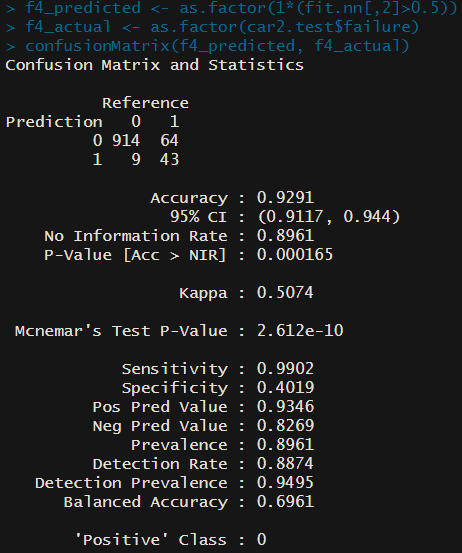 > f4_predicted <- as.factor(1*(fit.nn[,2]>0.5))
> f4_actual <- as.factor(car2.test$failure)
> confusionMatrix(f4_predicted, f4_actual)
Confusion Matrix and Statistics

          Reference
Prediction   0   1
         0 914  64
         1   9  43

               Accuracy : 0.9291
                 95% CI : (0.9117, 0.944)
    No Information Rate : 0.8961
    P-Value [Acc > NIR] : 0.000165

                  Kappa : 0.5074

 Mcnemar's Test P-Value : 2.612e-10

            Sensitivity : 0.9902
            Specificity : 0.4019
         Pos Pred Value : 0.9346
         Neg Pred Value : 0.8269
             Prevalence : 0.8961
         Detection Rate : 0.8874
   Detection Prevalence : 0.9495
      Balanced Accuracy : 0.6961

       'Positive' Class : 0